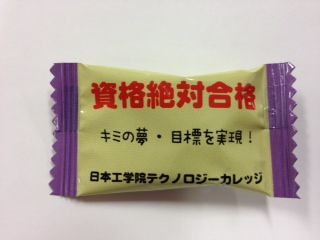 資格絶対合格
キミの夢・目標を実現！
日本工学院テクノロジーカレッジ